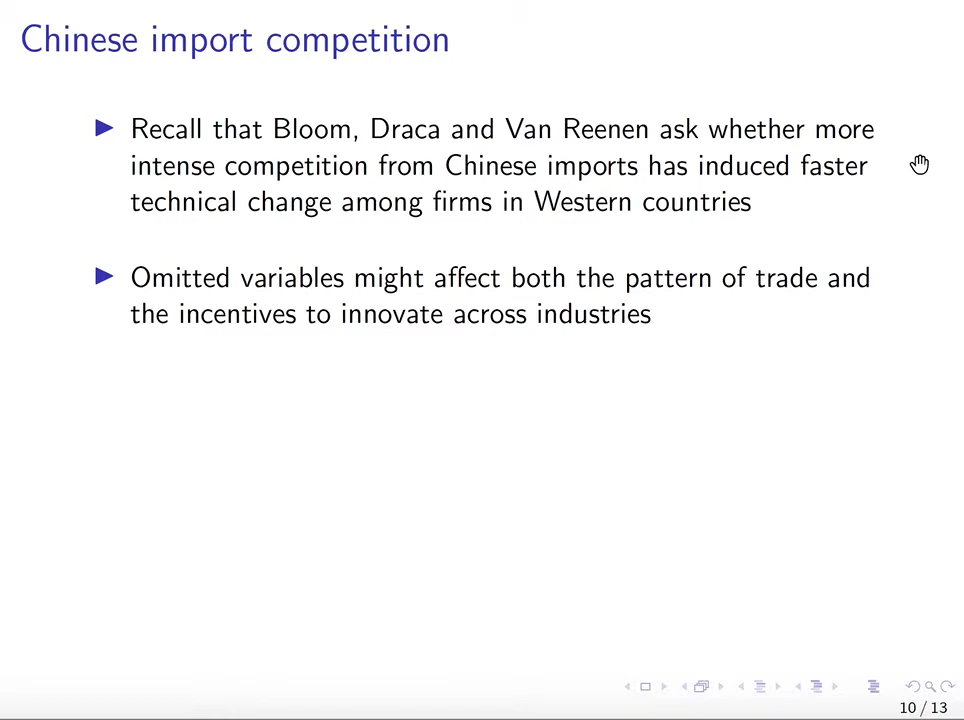 Chinese import competition
Recall that Bloom, Draca and Van Reenen ask whether more
intense competition from Chinese imports has induced faster
technical change among firms in Western countries
Omitted variables might affect both the pattern of trade and
the incentives to innovate across industries
10 / 13